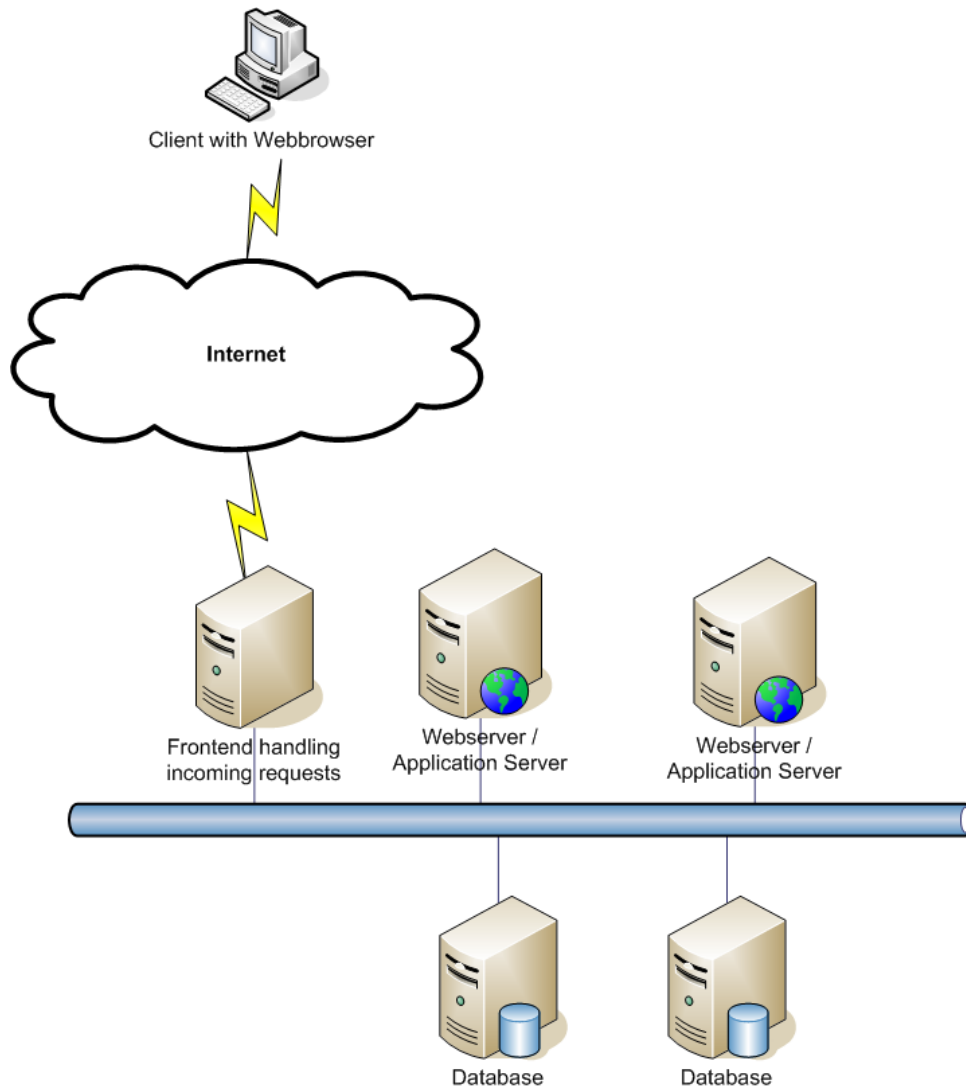 Client with Webbrowser
Internet
Frontend handling
incoming requests
Webserver /
Application Server
Webserver /
Application Server
Database
Database